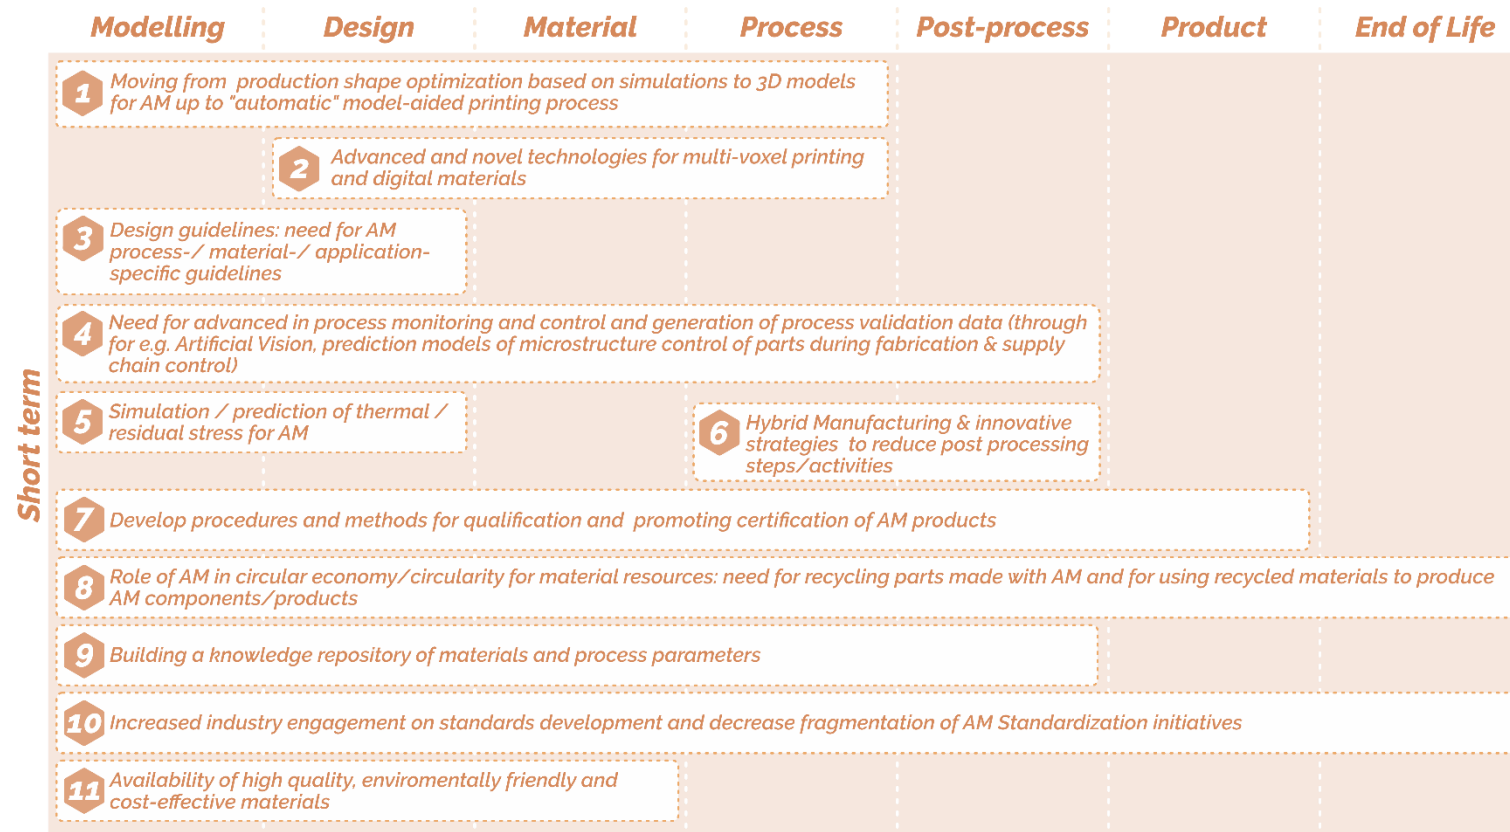 Modelling Design Material Process Post-process Product End of Life
Short term
1 Moving from production shape optimization based on simulations to 3D models
for AM up to "automatic" model-aided printing process
2 Advanced and novel technologies for multi-voxel printing
and digital materials
3 Design guidelines: need for AM
process-/ material-/ application-
specific guidelines
4 Need for advanced in process monitoring and control and generation of process validation data (through
for e.g. Artificial Vision, prediction models of microstructure control of parts during fabrication & supply
chain control)
5 Simulation / prediction of thermal /
residual stress for AM
6 Hybrid Manufacturing & innovative
strategies to reduce post processing
steps/activities
7 Develop procedures and methods for qualification and promoting certification of AM products
8 Role of AM in circular economy/circularity for material resources: need for recycling parts made with AM and for using recycled materials to produce
AM components/products
9 Building a knowledge repository of materials and process parameters
10 Increased industry engagement on standards development and decrease fragmentation of AM Standardization initiatives
11 Availability of high quality, enviromentally friendly and
cost-effective materials